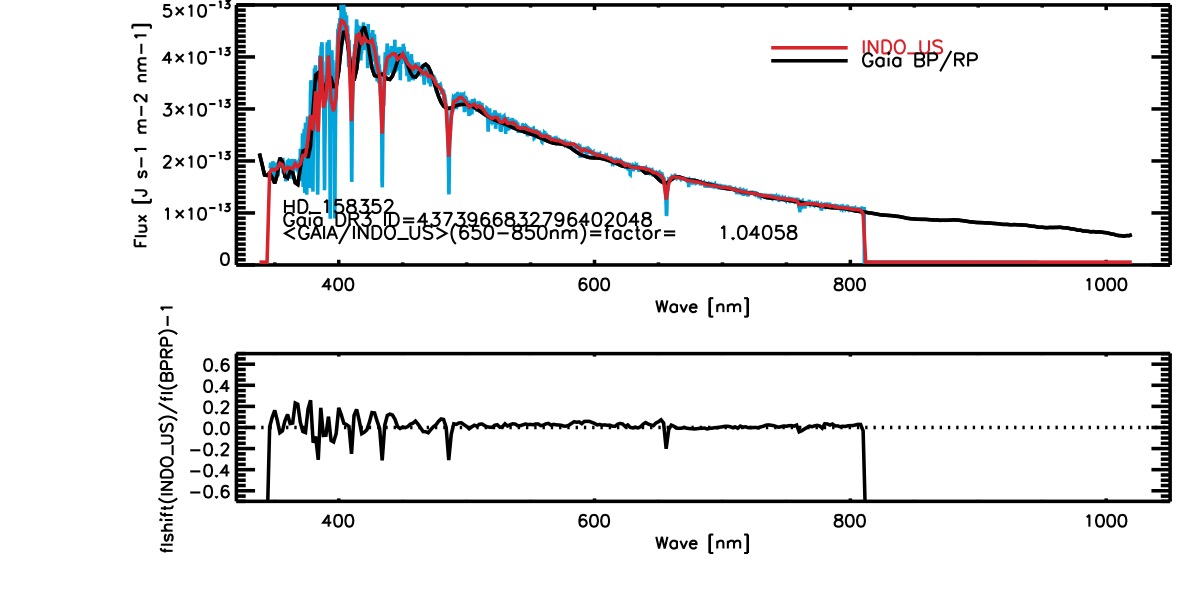 5×10⁻¹³
4×10⁻¹³
3×10⁻¹³
2×10⁻¹³
1×10⁻¹³
0
Flux [J s−1 m−2 nm−1]
INDO_US
Gaia BP/RP
HD_158352
Gaia DR3 ID=4373966832796402048
<GAIA/INDO_US>(650−850nm)=factor= 1.04058
400 600 800 1000
Wave [nm]
flshift(INDO_US)/fl(BPRP)−1
0.6
0.4
0.2
0.0
−0.2
−0.4
−0.6
400 600 800 1000
Wave [nm]